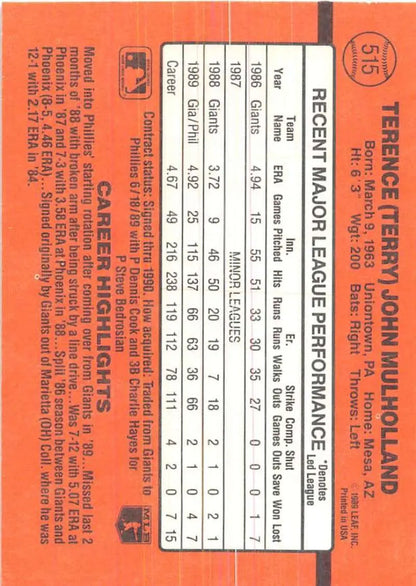 515
TERENCE (TERRY) JOHN MULHOLLAND
Born: March 9, 1963 Uniontown, PA Home: Mesa, AZ
Ht: 6' 3" Wgt: 200 Bats: Right Throws: Left
© 1989 LEAF, INC.
Printed in USA
RECENT MAJOR LEAGUE PERFORMANCE *Denotes Led League
Team Inn. Er. Strike Comp. Shut
Year Name ERA Games Pitched Hits Runs Runs Walks Outs Games Outs Save Won Lost
1986 Giants 4.94 15 55 51 33 30 35 27 0 0 0 1 7
1987 MINOR LEAGUES
1988 Giants 3.72 9 46 50 20 19 7 18 2 1 0 2 1
1989 Gia/Phil 4.92 25 115 137 66 63 36 66 2 1 0 4 7
Career 4.67 49 216 238 119 112 78 111 4 2 0 7 15
Contract status: Signed thru 1990. How acquired: Traded from Giants to
Phillies 6/18/89 with P Dennis Cook and 3B Charlie Hayes for
P Steve Bedrosian
MLB
CAREER HIGHLIGHTS
Moved into Phillies' starting rotation after coming over from Giants in '89... Missed last 2
months of '88 with broken arm after being struck by a line drive... Was 7-12 with 5.07 ERA at
Phoenix in '87 and 7-3 with 3.58 ERA at Phoenix in '88... Split '86 season between Giants and
Phoenix (8-5, 4.46 ERA)... Signed originally by Giants out of Marietta (OH) Coll. where he was
12-1 with 2.17 ERA in '84.